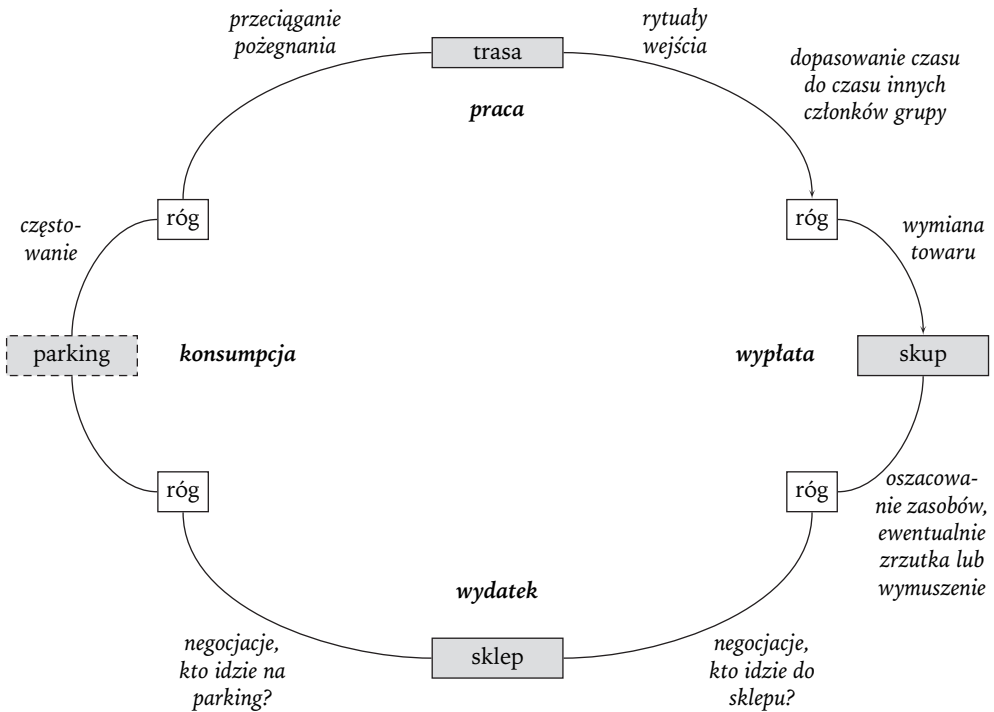 przeciąganie
pożegnania
trasa
rytuały
wejścia
dopasowanie czasu
do czasu innych
członków grupy
praca
róg
róg
często-
wanie
wymiana
towaru
parking
konsumpcja
wypłata
skup
róg
róg
oszacowa-
nie zasobów,
ewentualnie
zrzutka lub
wymuszenie
wydatek
sklep
negocjacje,
kto idzie na
parking?
negocjacje,
kto idzie do
sklepu?